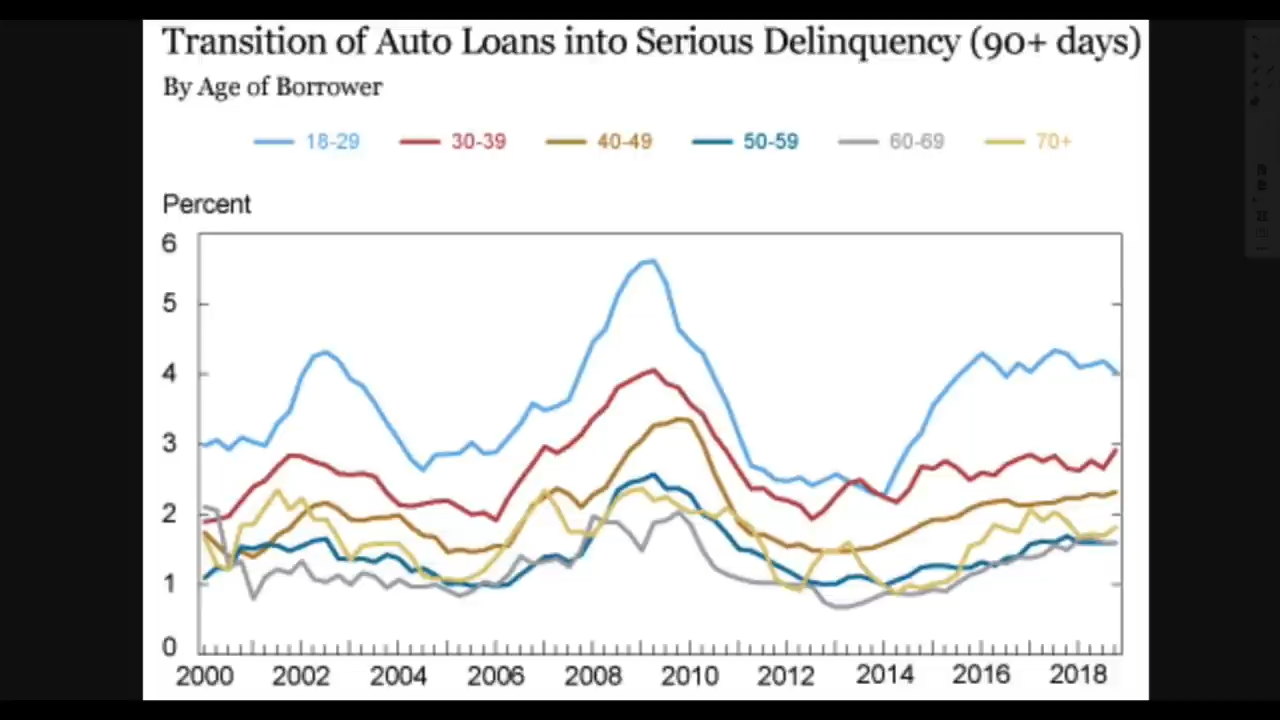 Transition of Auto Loans into Serious Delinquency (90+ days)
By Age of Borrower
18-29 30-39 40-49 50-59 60-69 70+
Percent
6
5
4
3
2
1
0
2000 2002 2004 2006 2008 2010 2012 2014 2016 2018